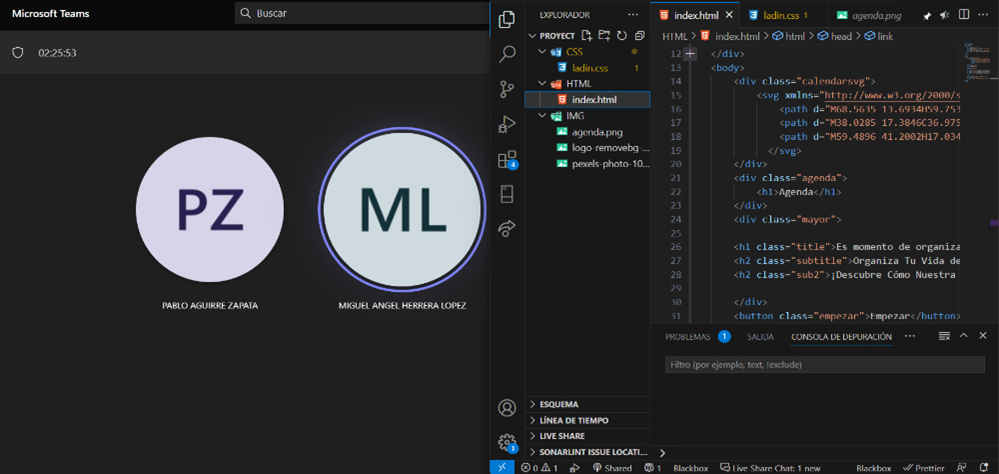 Microsoft Teams
Buscar
02:25:53
PZ
ML
PABLO AGUIRRE ZAPATA
MIGUEL ANGEL HERRERA LOPEZ
EXPLORADOR
PROYECT
CSS
ladin.css 1
HTML
index.html
IMG
agenda.png
logo-removebg-...
pexels-photo-10...
ESQUEMA
LÍNEA DE TIEMPO
LIVE SHARE
SONARLINT ISSUE LOCATI...
4
1
index.html
ladin.css 1
agenda.png
HTML > index.html > html > head > link
12 </div>
13 <body>
14 <div class="calendarsvg">
15 <svg xmlns="http://www.w3.org/2000/s
16 <path d="M68.5635 13.6934H59.753
17 <path d="M38.0285 17.3846C36.975
18 <path d="M59.4896 41.2002H17.034
19 </svg>
20 </div>
21 <div class="agenda">
22 <h1>Agenda</h1>
23 </div>
24 <div class="mayor">
25
26 <h1 class="title">Es momento de organiza
27 <h2 class="subtitle">Organiza Tu Vida de
28 <h2 class="sub2">¡Descubre Cómo Nuestra
29
30 </div>
31 <button class="empezar">Empezar</button>
PROBLEMAS 1 SALIDA CONSOLA DE DEPURACIÓN
Filtro (por ejemplo, text, !exclude)
0 1 Shared 1 Blackbox Live Share Chat: 1 new Blackbox Prettier